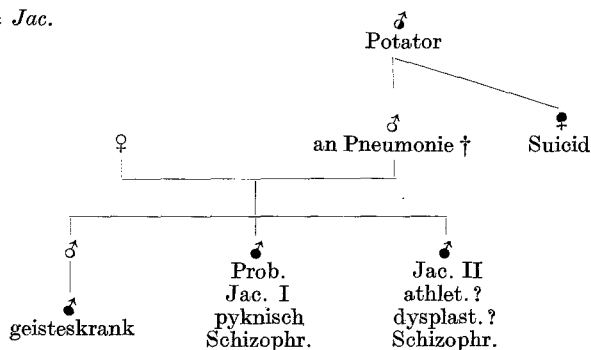 Jac.
♂
Potator
♀
♂
an Pneumonie †
♀
Suicid
♂
♂
geisteskrank
♂
Prob.
Jac. I
pyknisch
Schizophr.
♂
Jac. II
athlet. ?
dysplast. ?
Schizophr.